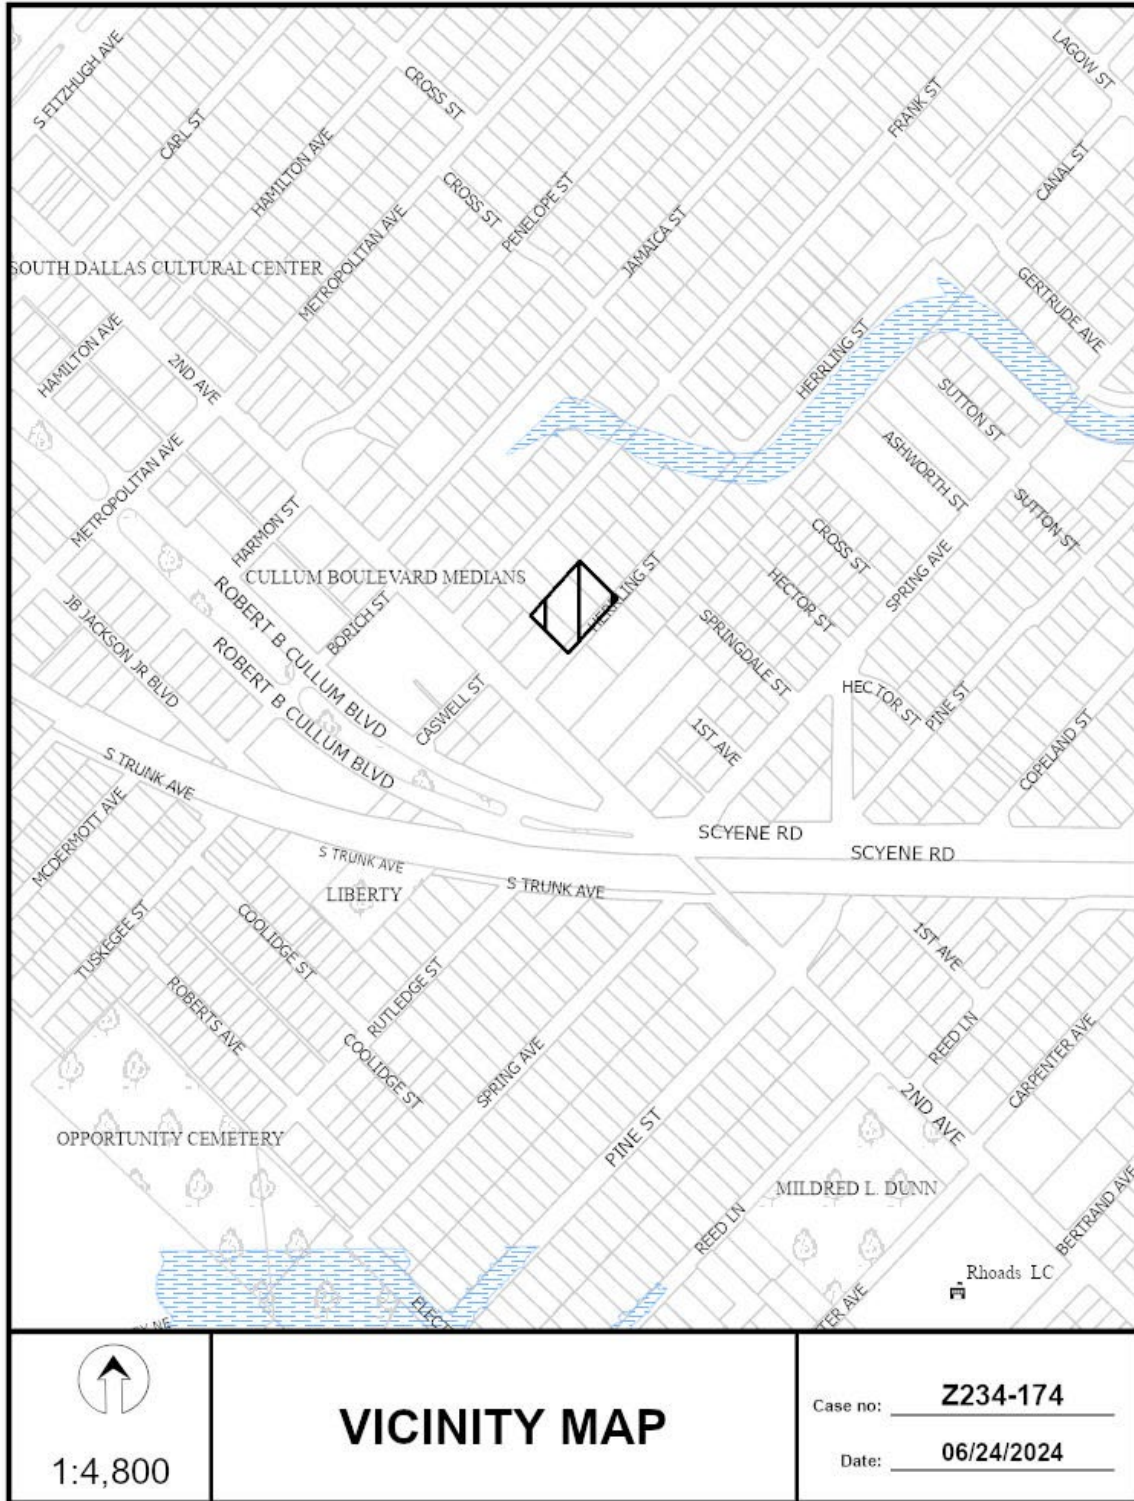 LAGOW ST
S FITZHUGH AVE
CROSS ST
CARL ST
FRANK ST
HAMILTON AVE
CANAL ST
CROSS ST
PENELOPE ST
METROPOLITAN AVE
JAMAICA ST
SOUTH DALLAS CULTURAL CENTER
GERTRUDE AVE
HAMILTON AVE
2ND AVE
HERRLING ST
SUTTON ST
METROPOLITAN AVE
ASHWORTH ST
HARMON ST
SUTTON ST
CROSS ST
SPRING AVE
CULLUM BOULEVARD MEDIANS
HERRLING ST
HECTOR ST
ROBERT B CULLUM BLVD
BORICH ST
JB JACKSON JR BLVD
SPRINGDALE ST
ROBERT B CULLUM BLVD
HECTOR ST
PINE ST
CASWELL ST
1ST AVE
COPELAND ST
S TRUNK AVE
MCDERMOTT AVE
SCYENE RD
SCYENE RD
S TRUNK AVE
S TRUNK AVE
LIBERTY
TUSKEGEE ST
COOLIDGE ST
1ST AVE
RUTLEDGE ST
ROBERTS AVE
REED LN
CARPENTER AVE
COOLIDGE ST
SPRING AVE
2ND AVE
OPPORTUNITY CEMETERY
PINE ST
MILDRED L. DUNN
REED LN
BERTRAND AVE
Rhoads LC
ELECT
TER AVE
1:4,800
VICINITY MAP
Case no: Z234-174
Date: 06/24/2024